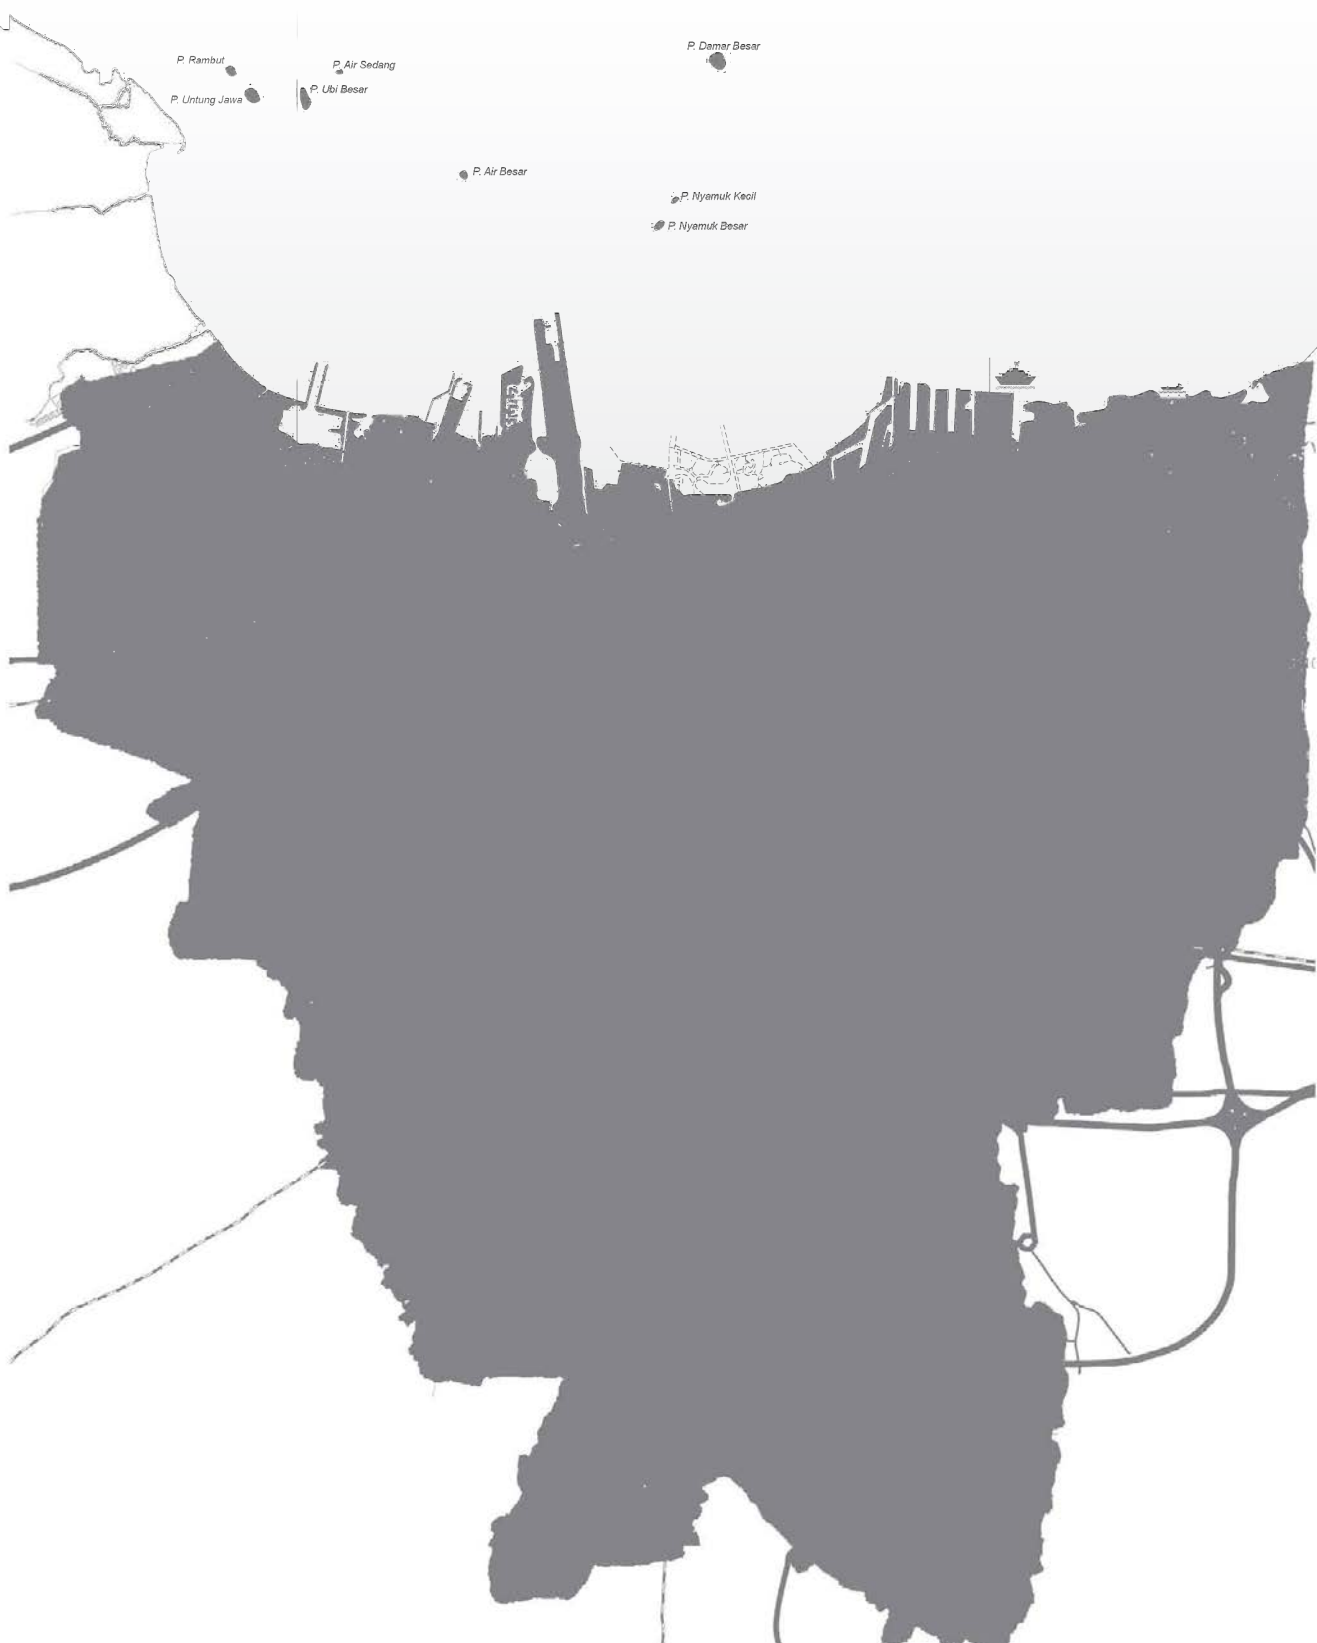 P. Damar Besar
P. Rambut
P. Air Sedang
P. Ubi Besar
P. Untung Jawa
P. Air Besar
P. Nyamuk Kecil
P. Nyamuk Besar